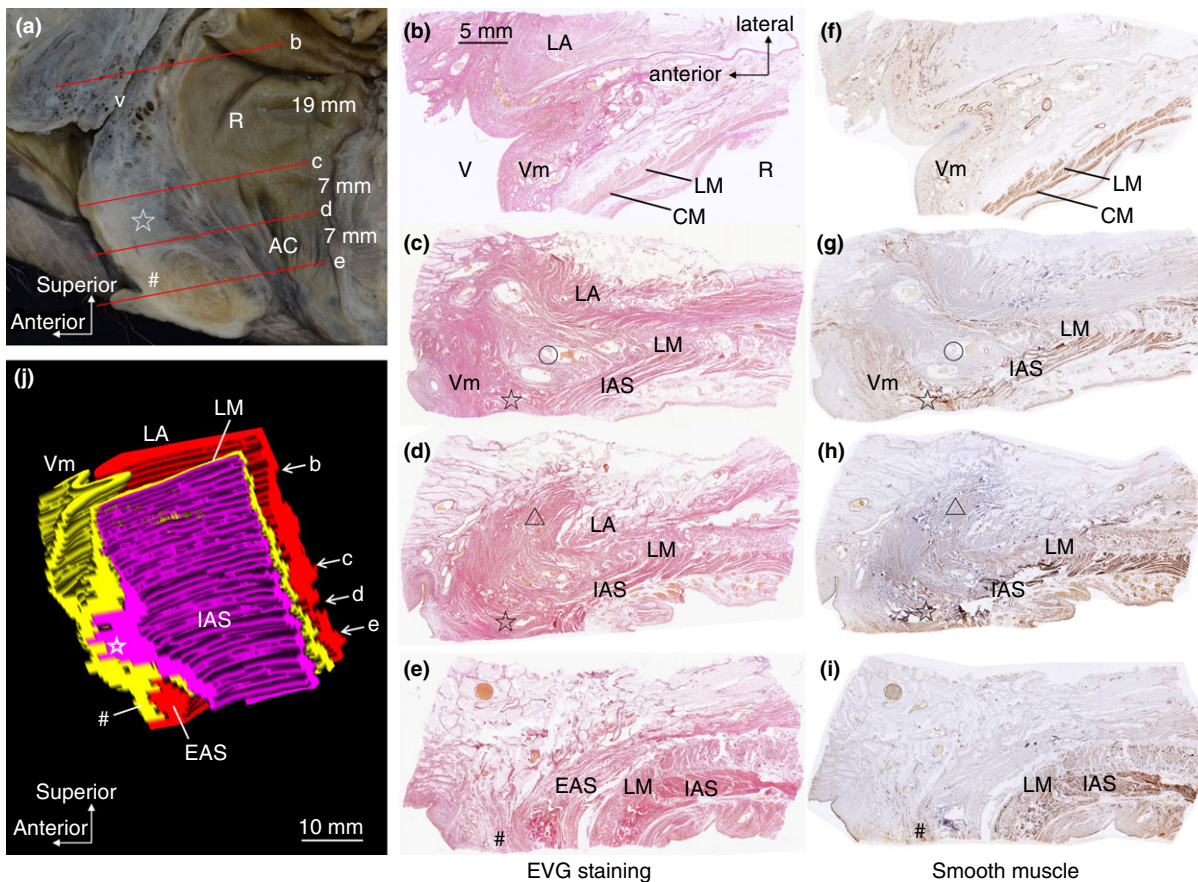 (a)
b
v
R
19 mm
c
7 mm
d
7 mm
AC
e
#
Superior
Anterior
(b)
5 mm
LA
lateral
anterior
V
Vm
LM
CM
R
(f)
Vm
LM
CM
(c)
LA
LM
Vm
IAS
(g)
LM
IAS
Vm
(d)
LA
LM
IAS
(h)
LM
IAS
(e)
EAS LM IAS
#
(i)
LM IAS
#
(j)
LM
LA
Vm
b
c
d
IAS
e
#
EAS
Superior
Anterior
10 mm
EVG staining
Smooth muscle